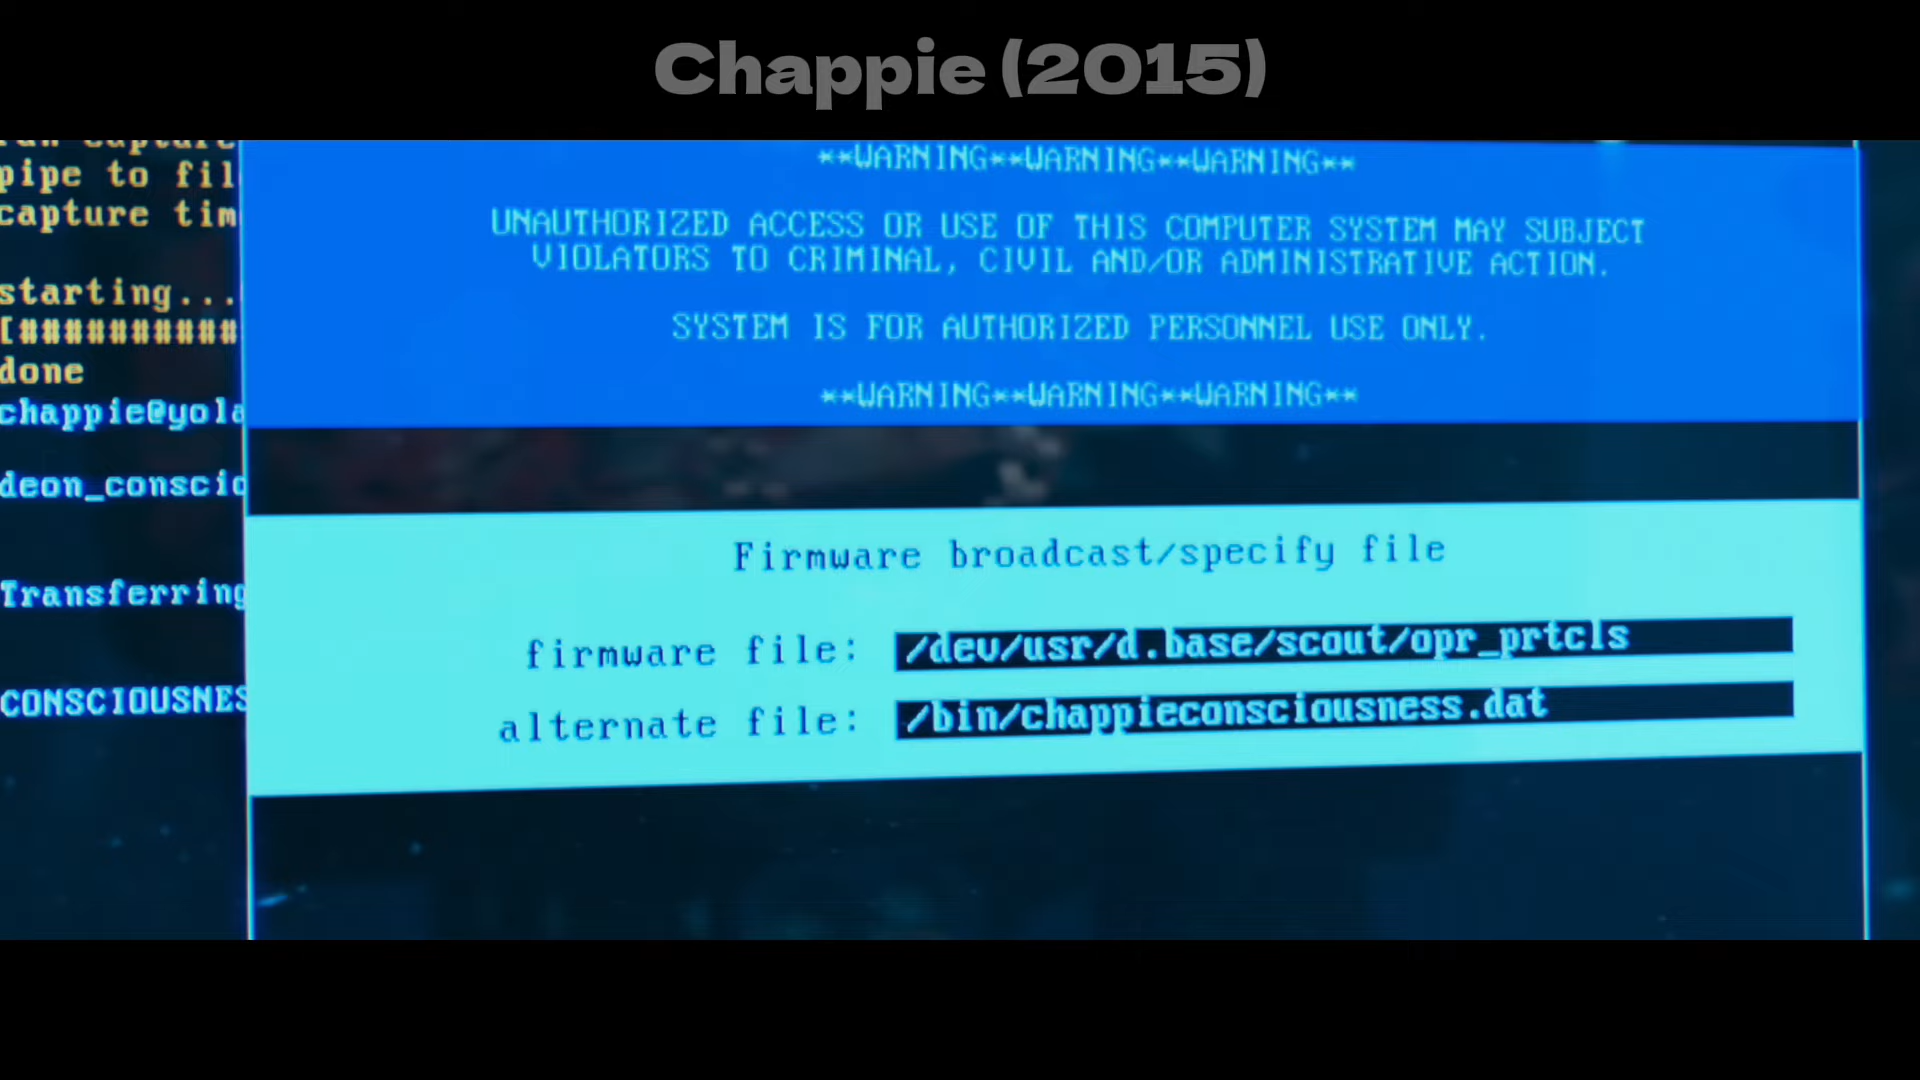 Chappie (2015)
pipe to fil
capture tim
starting...
[##########
done
chappie@yola
deon_conscio
Transferring
CONSCIOUSNES
**WARNING**WARNING**WARNING**
UNAUTHORIZED ACCESS OR USE OF THIS COMPUTER SYSTEM MAY SUBJECT
VIOLATORS TO CRIMINAL, CIVIL AND/OR ADMINISTRATIVE ACTION.
SYSTEM IS FOR AUTHORIZED PERSONNEL USE ONLY.
**WARNING**WARNING**WARNING**
Firmware broadcast/specify file
firmware file: /dev/usr/d.base/scout/opr_prtcls
alternate file: /bin/chappieconsciousness.dat